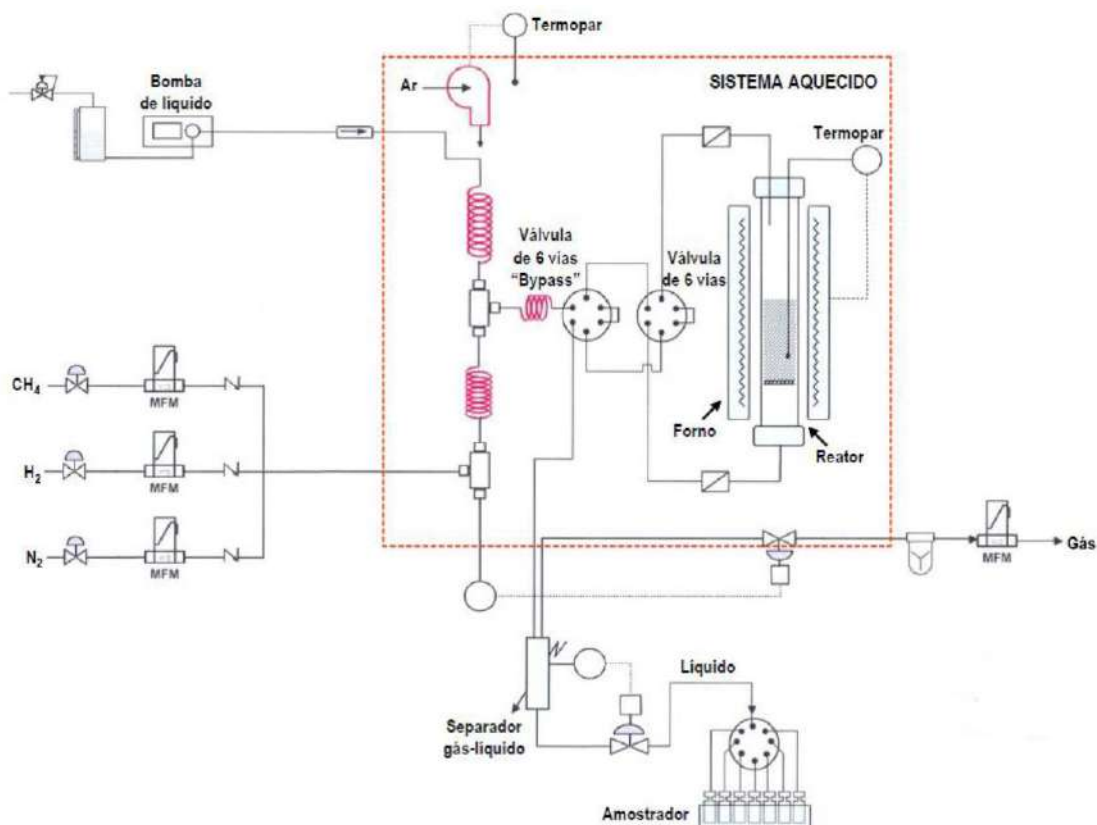 Termopar
SISTEMA AQUECIDO
Ar
Bomba
de líquido
Termopar
Válvula
de 6 vias
"Bypass"
Válvula
de 6 vias
CH4
MFM
Forno
Reator
H2
MFM
N2
MFM
MFM
Gás
Líquido
Separador
gás-líquido
Amostrador